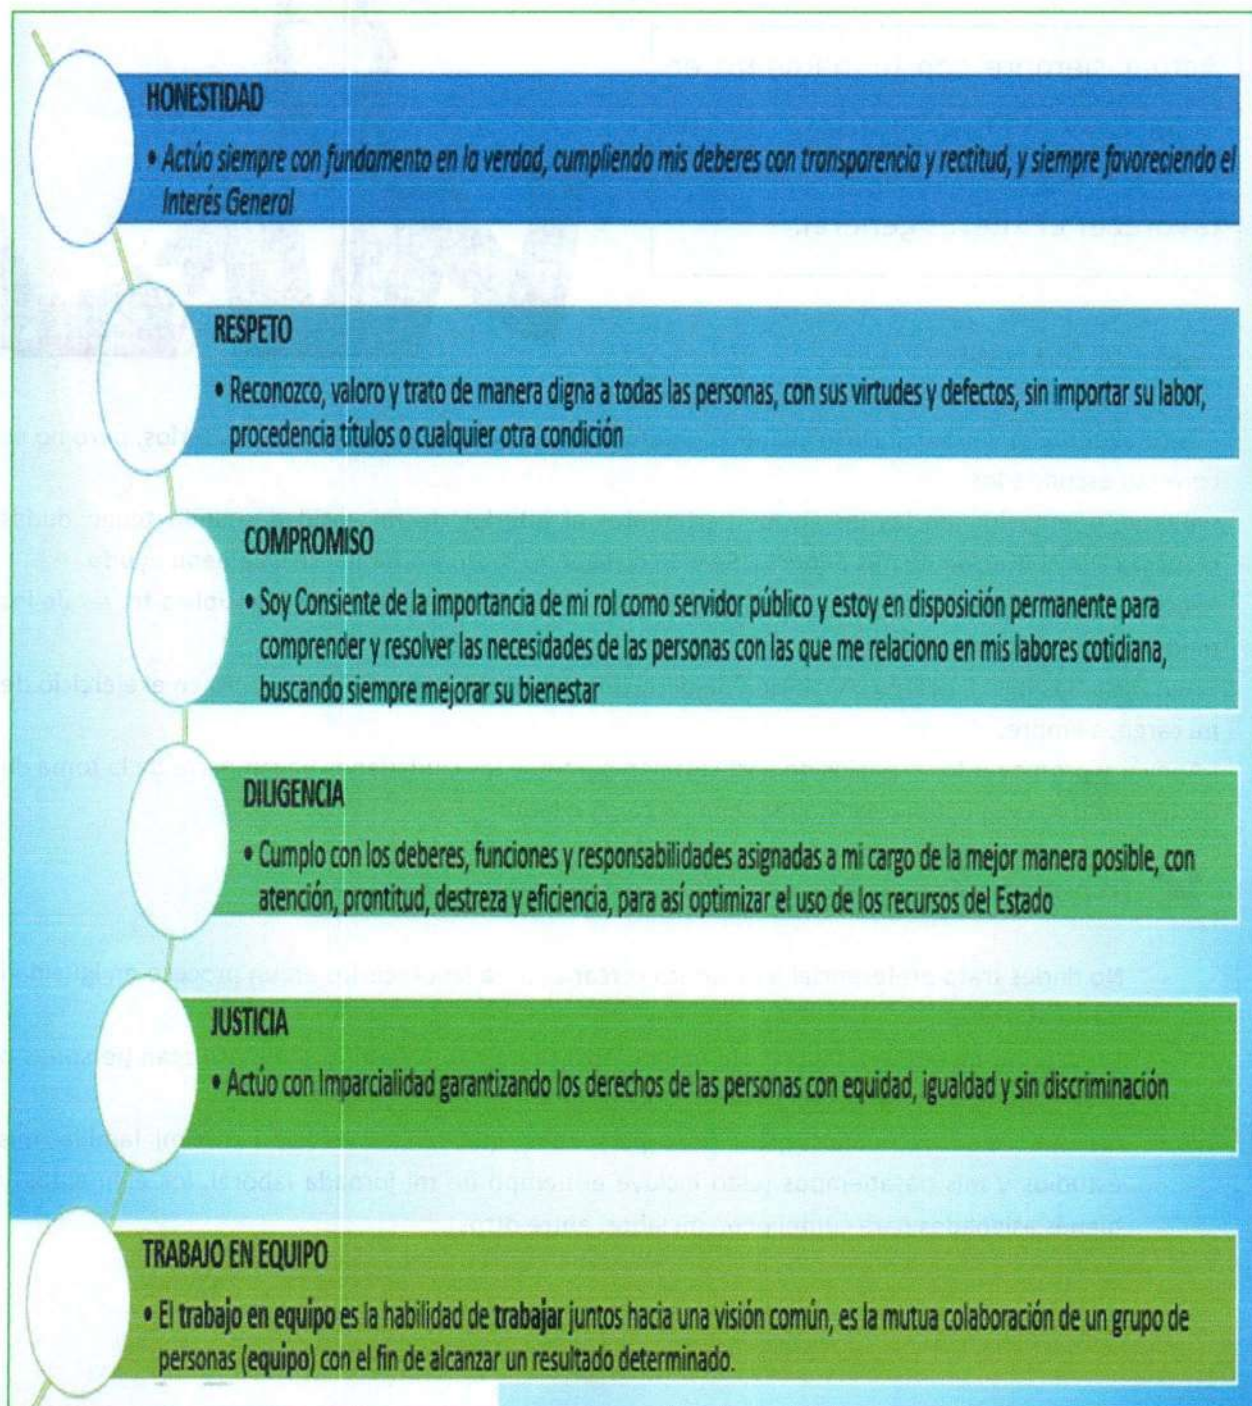 HONESTIDAD
• Actúo siempre con fundamento en la verdad, cumpliendo mis deberes con transparencia y rectitud, y siempre favoreciendo el
Interés General
RESPETO
• Reconozco, valoro y trato de manera digna a todas las personas, con sus virtudes y defectos, sin importar su labor,
procedencia títulos o cualquier otra condición
COMPROMISO
• Soy Consiente de la importancia de mi rol como servidor público y estoy en disposición permanente para
comprender y resolver las necesidades de las personas con las que me relaciono en mis labores cotidiana,
buscando siempre mejorar su bienestar
DILIGENCIA
• Cumplo con los deberes, funciones y responsabilidades asignadas a mi cargo de la mejor manera posible, con
atención, prontitud, destreza y eficiencia, para así optimizar el uso de los recursos del Estado
JUSTICIA
• Actúo con Imparcialidad garantizando los derechos de las personas con equidad, igualdad y sin discriminación
TRABAJO EN EQUIPO
• El trabajo en equipo es la habilidad de trabajar juntos hacia una visión común, es la mutua colaboración de un grupo de
personas (equipo) con el fin de alcanzar un resultado determinado.